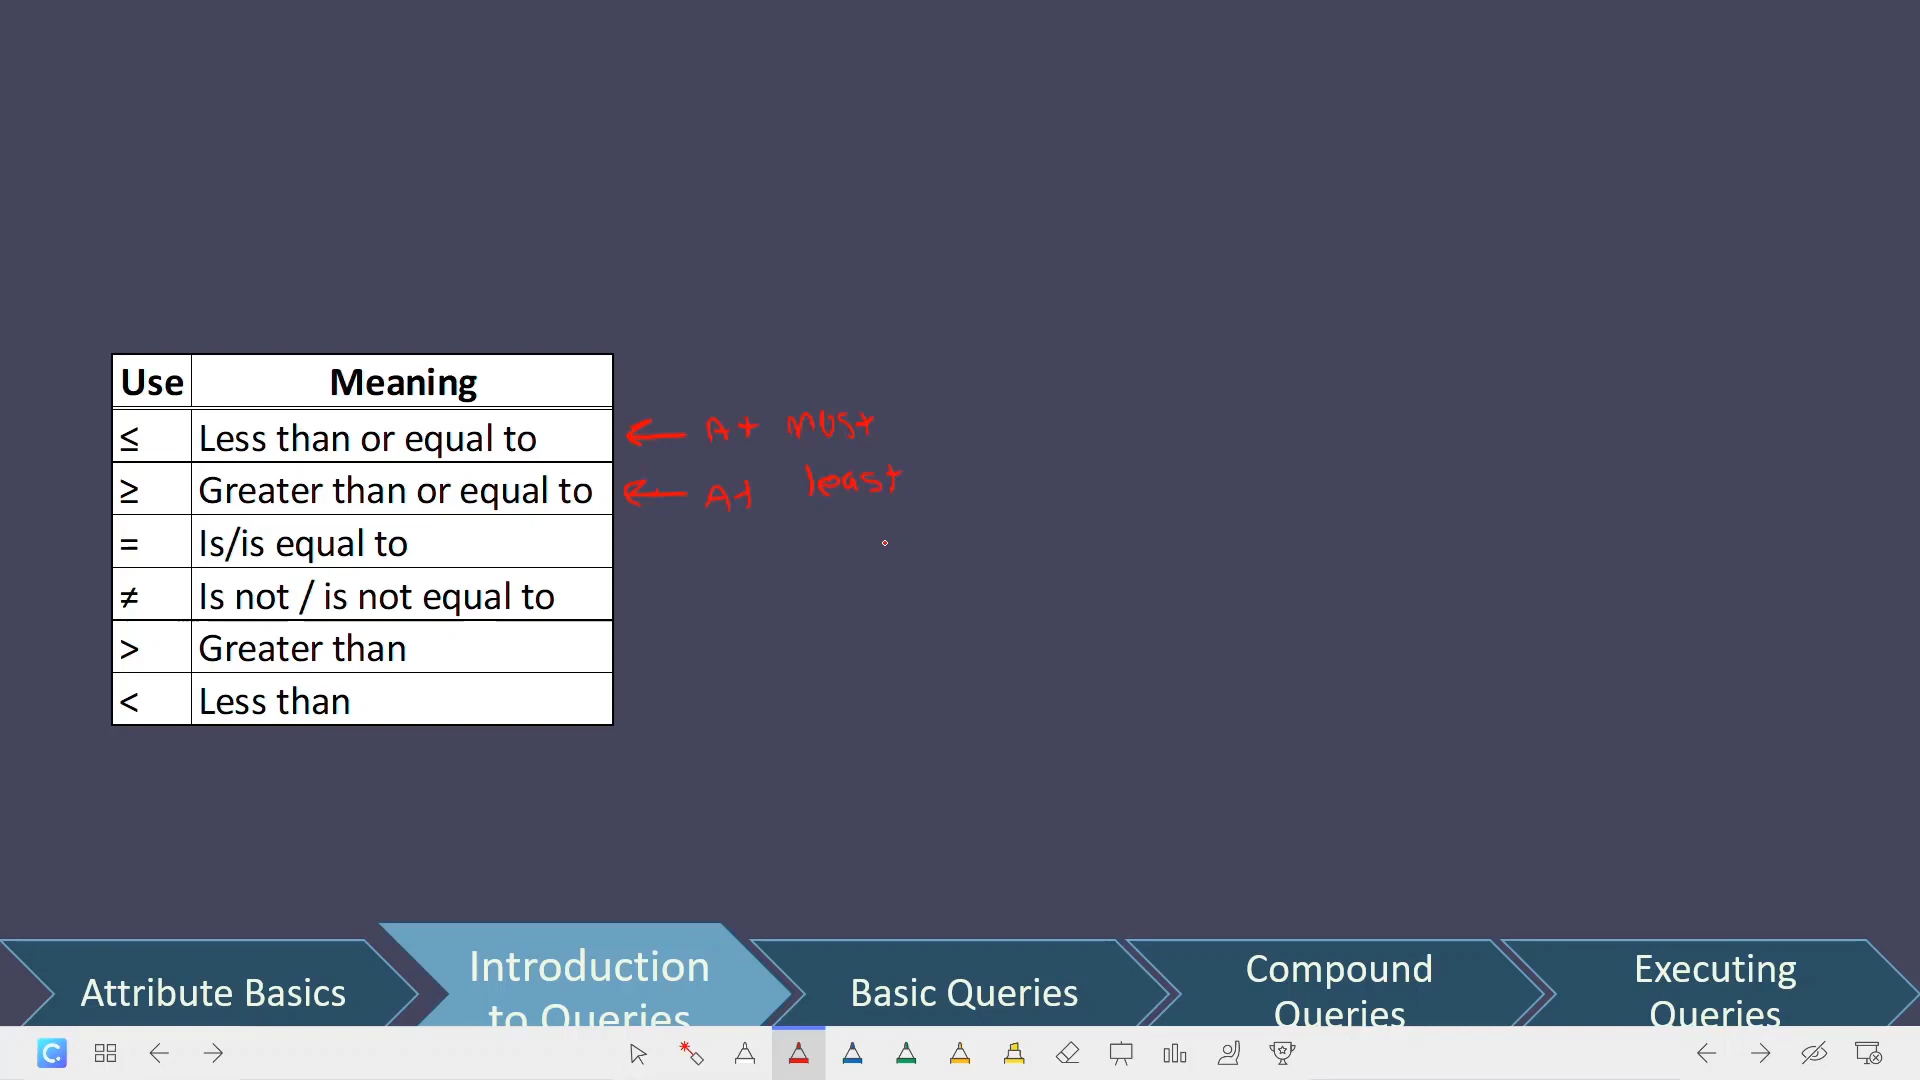 Use Meaning
≤ Less than or equal to ← At most
≥ Greater than or equal to ← At least
= Is/is equal to
≠ Is not / is not equal to
> Greater than
< Less than
Attribute Basics
Introduction
to Queries
Basic Queries
Compound
Queries
Executing
Queries